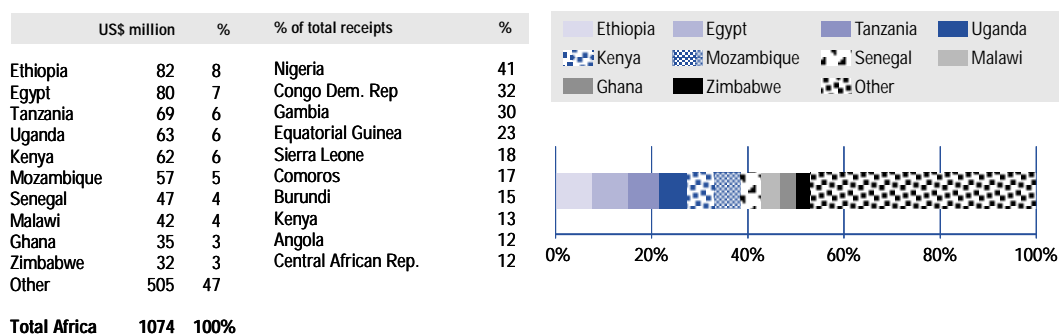 US$ million % % of total receipts %
Ethiopia 82 8 Nigeria 41
Egypt 80 7 Congo Dem. Rep 32
Tanzania 69 6 Gambia 30
Uganda 63 6 Equatorial Guinea 23
Kenya 62 6 Sierra Leone 18
Mozambique 57 5 Comoros 17
Senegal 47 4 Burundi 15
Malawi 42 4 Kenya 13
Ghana 35 3 Angola 12
Zimbabwe 32 3 Central African Rep. 12
Other 505 47
Total Africa 1074 100%
Ethiopia Egypt Tanzania Uganda
Kenya Mozambique Senegal Malawi
Ghana Zimbabwe Other
0% 20% 40% 60% 80% 100%